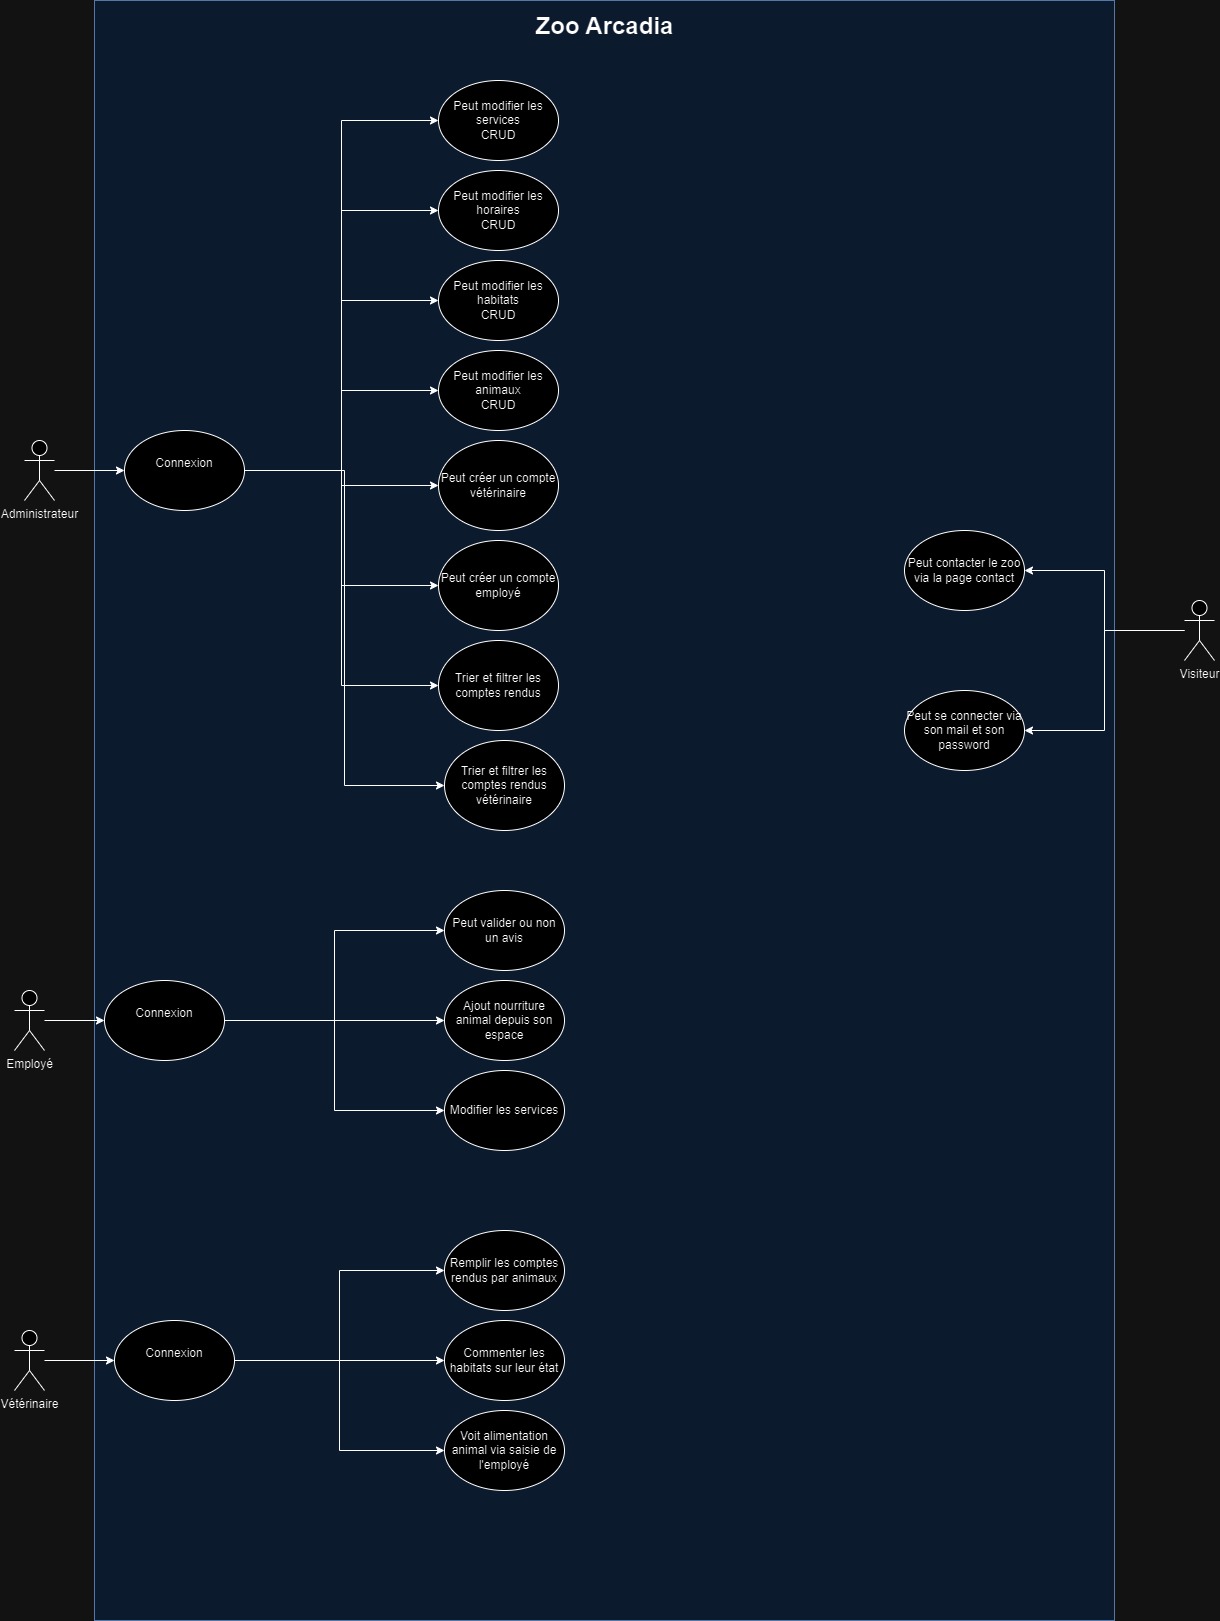 Zoo Arcadia
Peut modifier les
services
CRUD
Peut modifier les
horaires
CRUD
Peut modifier les
habitats
CRUD
Peut modifier les
animaux
CRUD
Administrateur
Connexion
Peut créer un compte
vétérinaire
Peut créer un compte
employé
Trier et filtrer les
comptes rendus
Trier et filtrer les
comptes rendus
vétérinaire
Peut contacter le zoo
via la page contact
Visiteur
Peut se connecter via
son mail et son
password
Peut valider ou non
un avis
Employé
Connexion
Ajout nourriture
animal depuis son
espace
Modifier les services
Remplir les comptes
rendus par animaux
Vétérinaire
Connexion
Commenter les
habitats sur leur état
Voit alimentation
animal via saisie de
l'employé